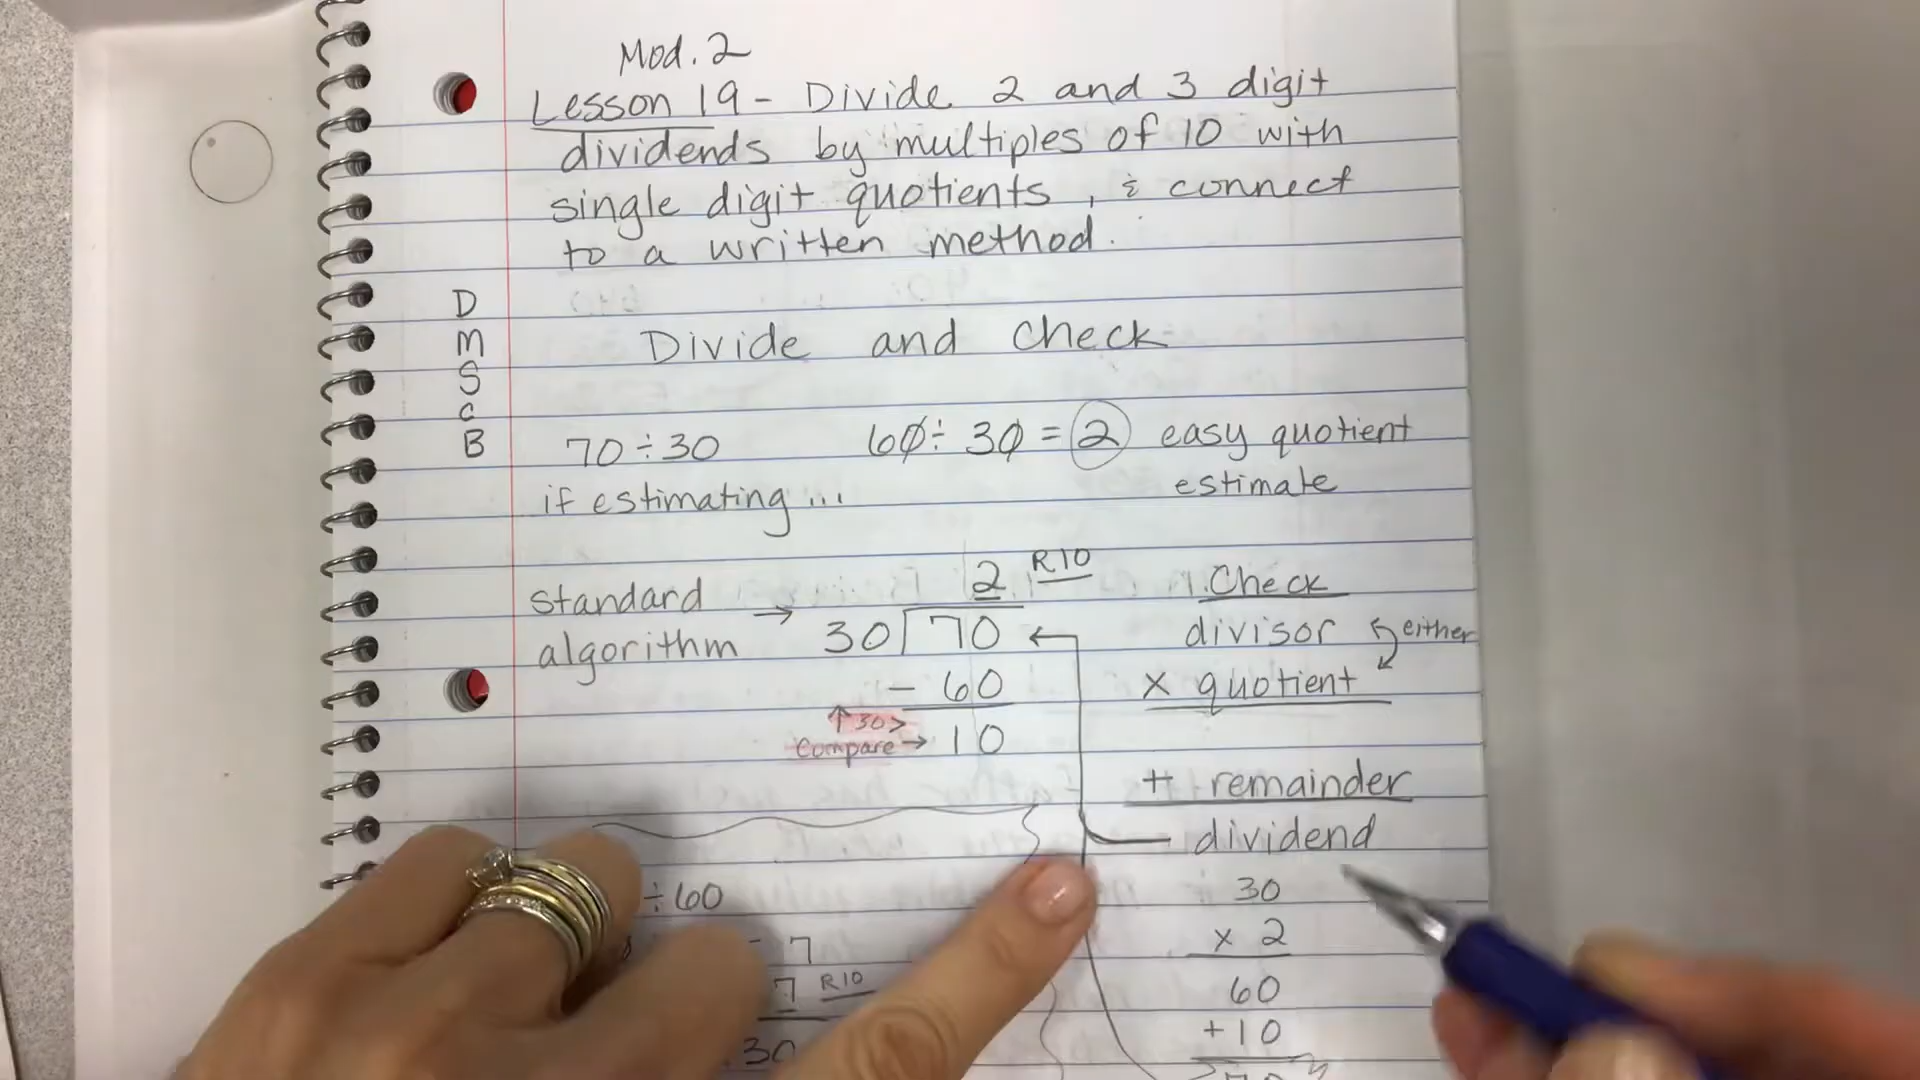 Mod. 2
Lesson 19 - Divide 2 and 3 digit
dividends by multiples of 10 with
single digit quotients, & connect
to a written method.
D
M
S
C
B
Divide and Check
70 ÷ 30
60 ÷ 30 = 2 easy quotient
estimate
if estimating ...
standard
algorithm →
2 R10
30 70
- 60
↑ 30 >
Compare → 10
Check
divisor either
x quotient
+ remainder
dividend
30
x 2
60
+ 10
÷ 60
7
7 R10
30